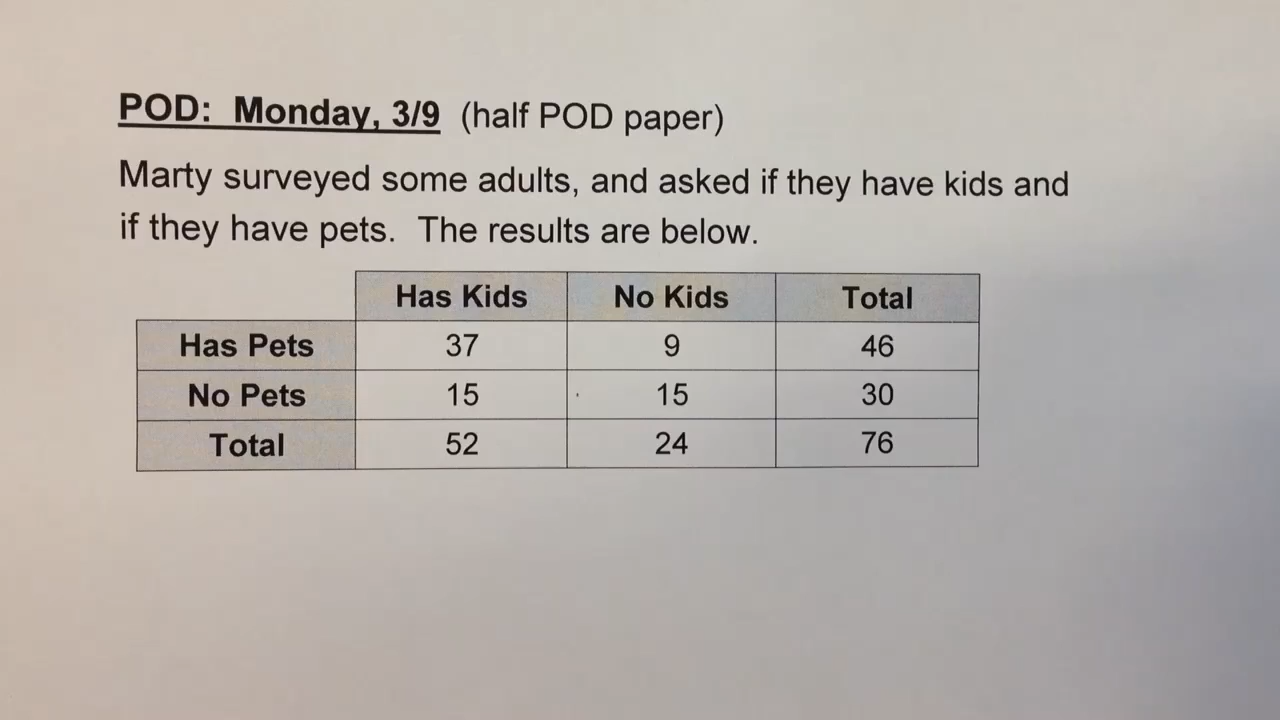 POD: Monday, 3/9 (half POD paper)
Marty surveyed some adults, and asked if they have kids and
if they have pets. The results are below.
Has Kids No Kids Total
Has Pets 37 9 46
No Pets 15 15 30
Total 52 24 76